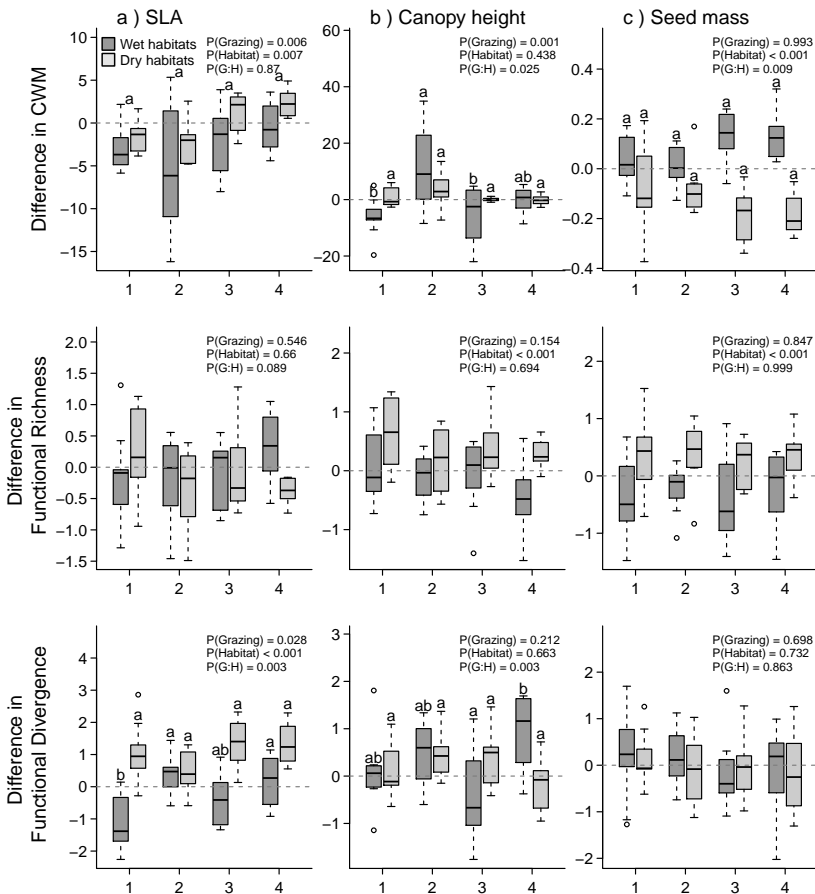 a ) SLA
b ) Canopy height
c ) Seed mass
Difference in CWM
10
5
0
−5
−10
−15
Wet habitats
Dry habitats
P(Grazing) = 0.006
P(Habitat) = 0.007
P(G:H) = 0.87
a a a a a a
1 2 3 4
60
40
20
0
−20
P(Grazing) = 0.001
P(Habitat) = 0.438
P(G:H) = 0.025
b a a a b a ab a
1 2 3 4
0.4
0.2
0.0
−0.2
−0.4
P(Grazing) = 0.993
P(Habitat) < 0.001
P(G:H) = 0.009
a a a a a a a a
1 2 3 4
Difference in
Functional Richness
2.0
1.5
1.0
0.5
0.0
−0.5
−1.0
−1.5
P(Grazing) = 0.546
P(Habitat) = 0.66
P(G:H) = 0.089
1 2 3 4
2
1
0
−1
P(Grazing) = 0.154
P(Habitat) < 0.001
P(G:H) = 0.694
1 2 3 4
2
1
0
−1
P(Grazing) = 0.847
P(Habitat) < 0.001
P(G:H) = 0.999
1 2 3 4
Difference in
Functional Divergence
4
3
2
1
0
−1
−2
P(Grazing) = 0.028
P(Habitat) < 0.001
P(G:H) = 0.003
b a a a ab a a a
1 2 3 4
3
2
1
0
−1
P(Grazing) = 0.212
P(Habitat) = 0.663
P(G:H) = 0.003
ab a ab a a a b a
1 2 3 4
2
1
0
−1
−2
P(Grazing) = 0.698
P(Habitat) = 0.732
P(G:H) = 0.863
1 2 3 4